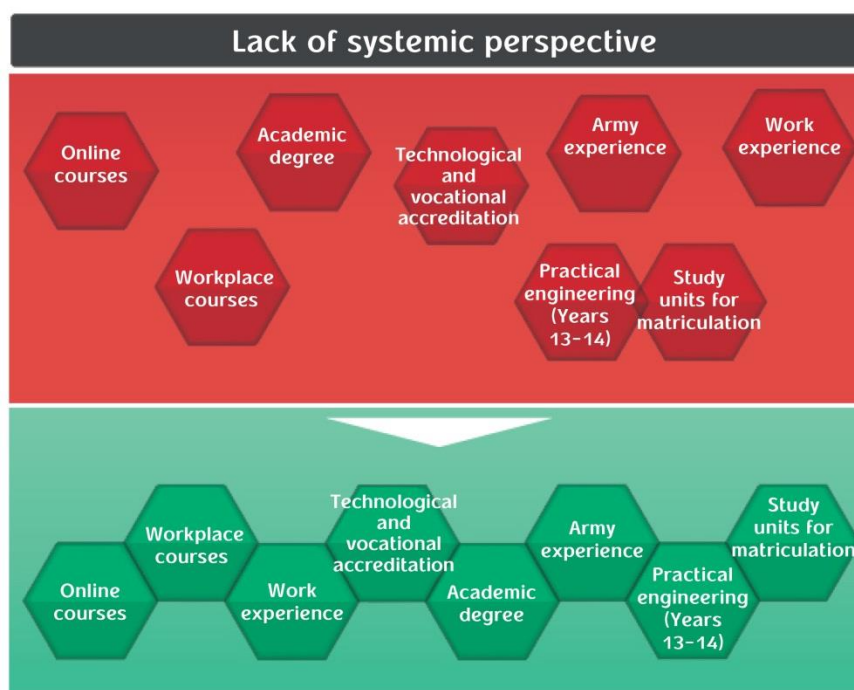 Lack of systemic perspective
Online
courses
Academic
degree
Technological
and
vocational
accreditation
Army
experience
Work
experience
Workplace
courses
Practical
engineering
(Years
13-14)
Study
units for
matriculation
Online
courses
Workplace
courses
Work
experience
Technological
and
vocational
accreditation
Academic
degree
Army
experience
Practical
engineering
(Years
13-14)
Study
units for
matriculation